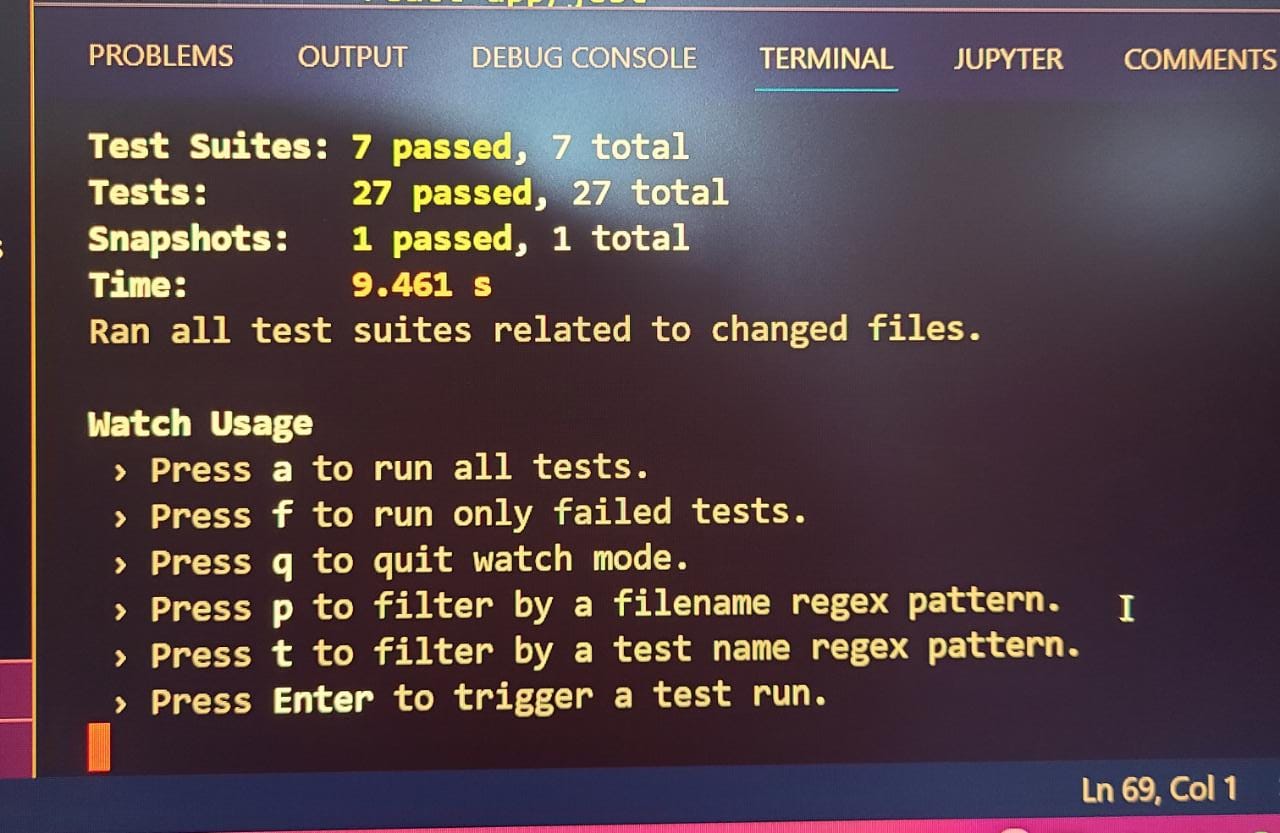 PROBLEMS OUTPUT DEBUG CONSOLE TERMINAL JUPYTER COMMENTS
Test Suites: 7 passed, 7 total
Tests: 27 passed, 27 total
Snapshots: 1 passed, 1 total
Time: 9.461 s
Ran all test suites related to changed files.
Watch Usage
› Press a to run all tests.
› Press f to run only failed tests.
› Press q to quit watch mode.
› Press p to filter by a filename regex pattern.
› Press t to filter by a test name regex pattern.
› Press Enter to trigger a test run.
Ln 69, Col 1